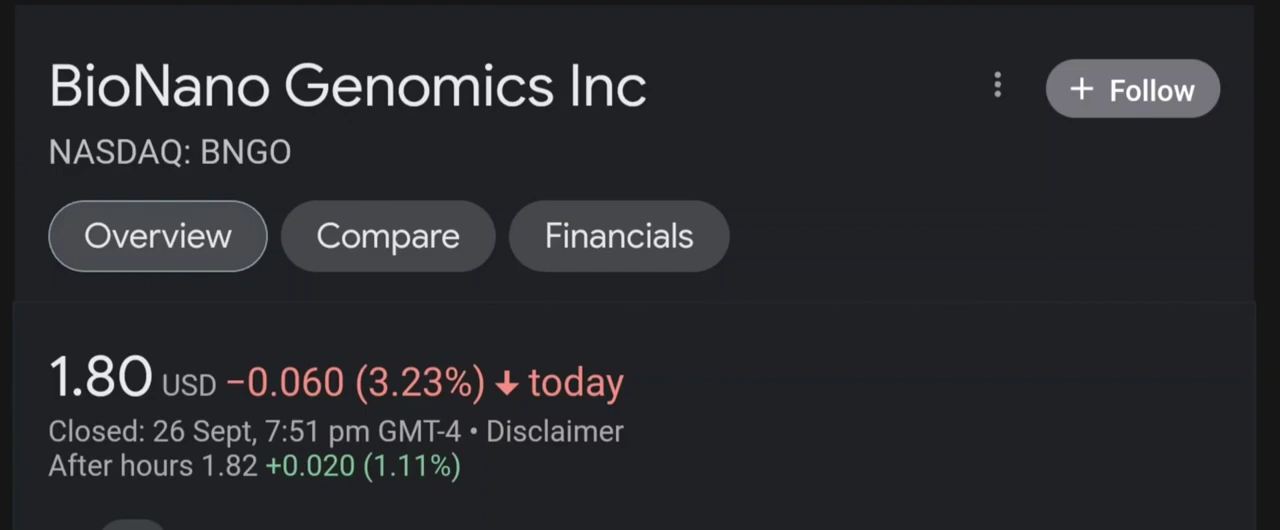 BioNano Genomics Inc
+ Follow
NASDAQ: BNGO
Overview Compare Financials
1.80 USD −0.060 (3.23%) ↓ today
Closed: 26 Sept, 7:51 pm GMT-4 • Disclaimer
After hours 1.82 +0.020 (1.11%)